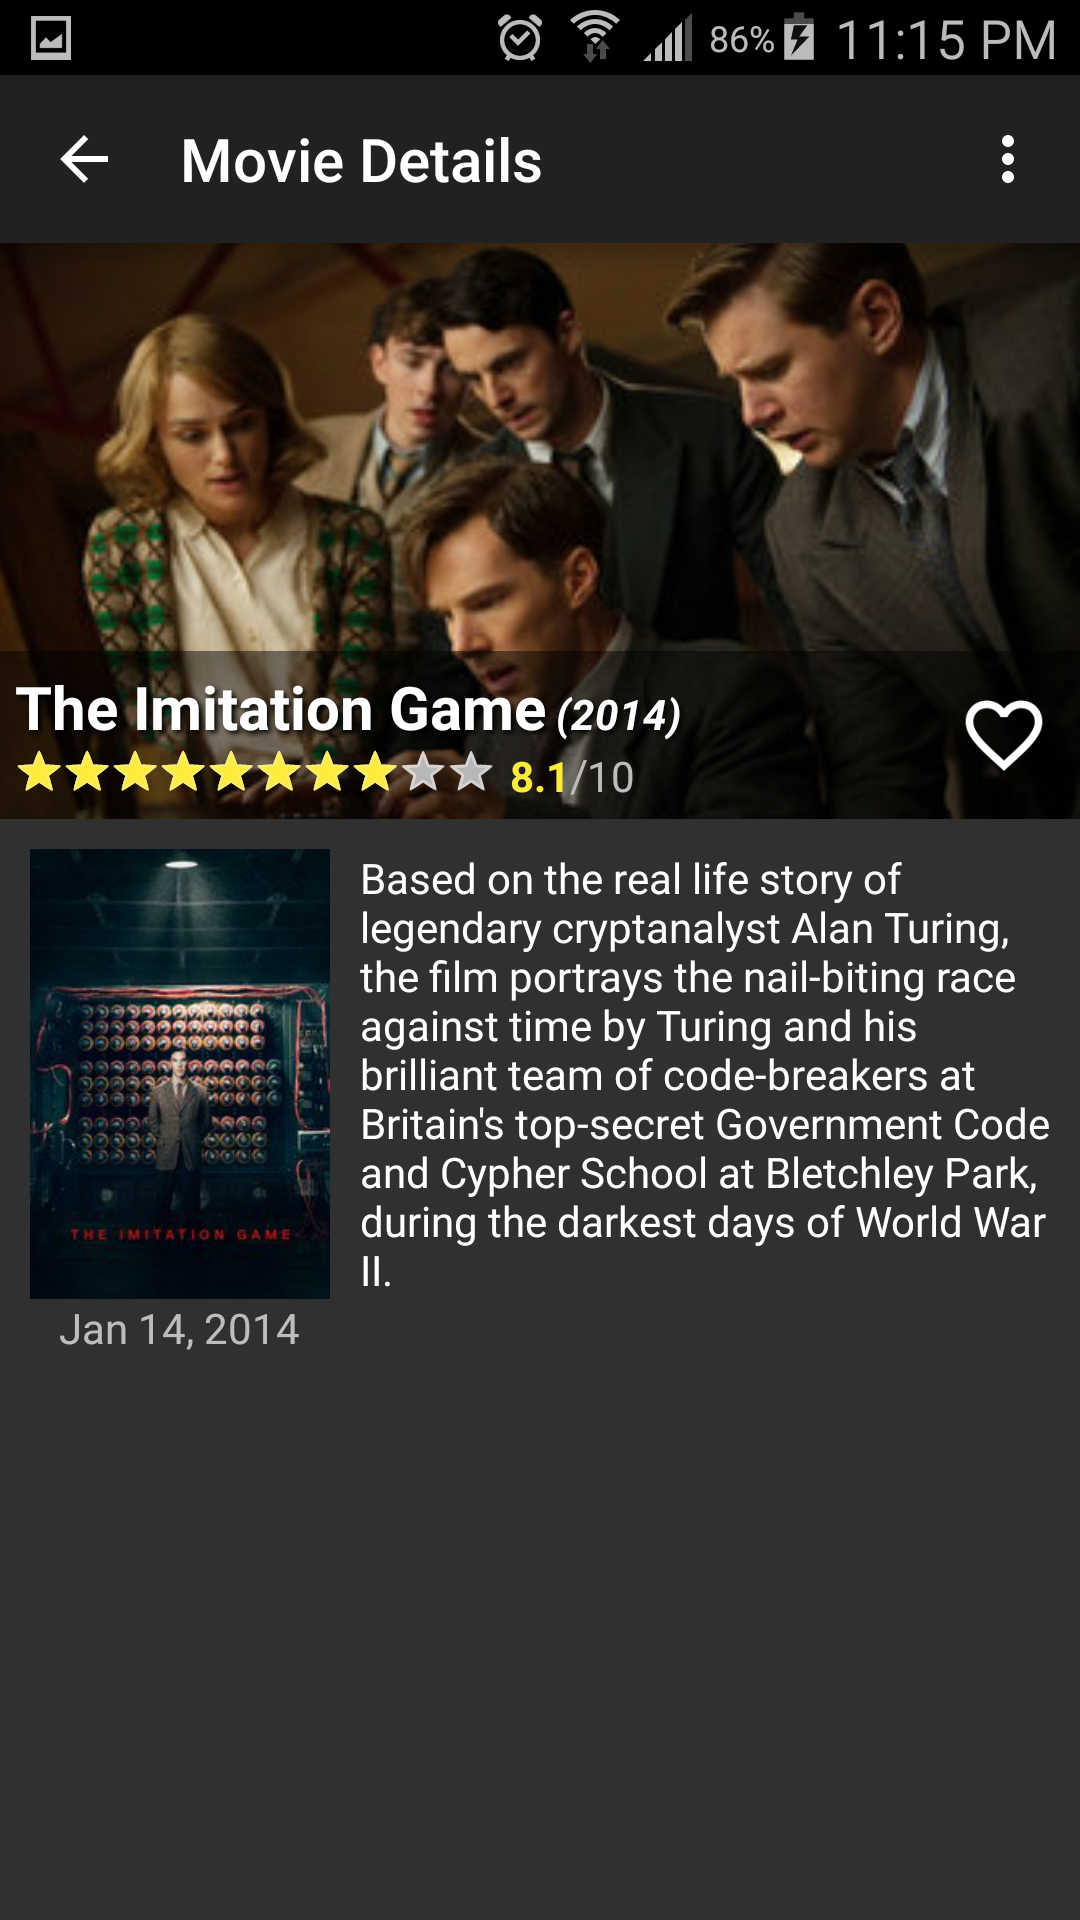 86% 11:15 PM
Movie Details
The Imitation Game (2014)
8.1/10
Based on the real life story of
legendary cryptanalyst Alan Turing,
the film portrays the nail-biting race
against time by Turing and his
brilliant team of code-breakers at
Britain's top-secret Government Code
and Cypher School at Bletchley Park,
during the darkest days of World War
II.
THE IMITATION GAME
Jan 14, 2014